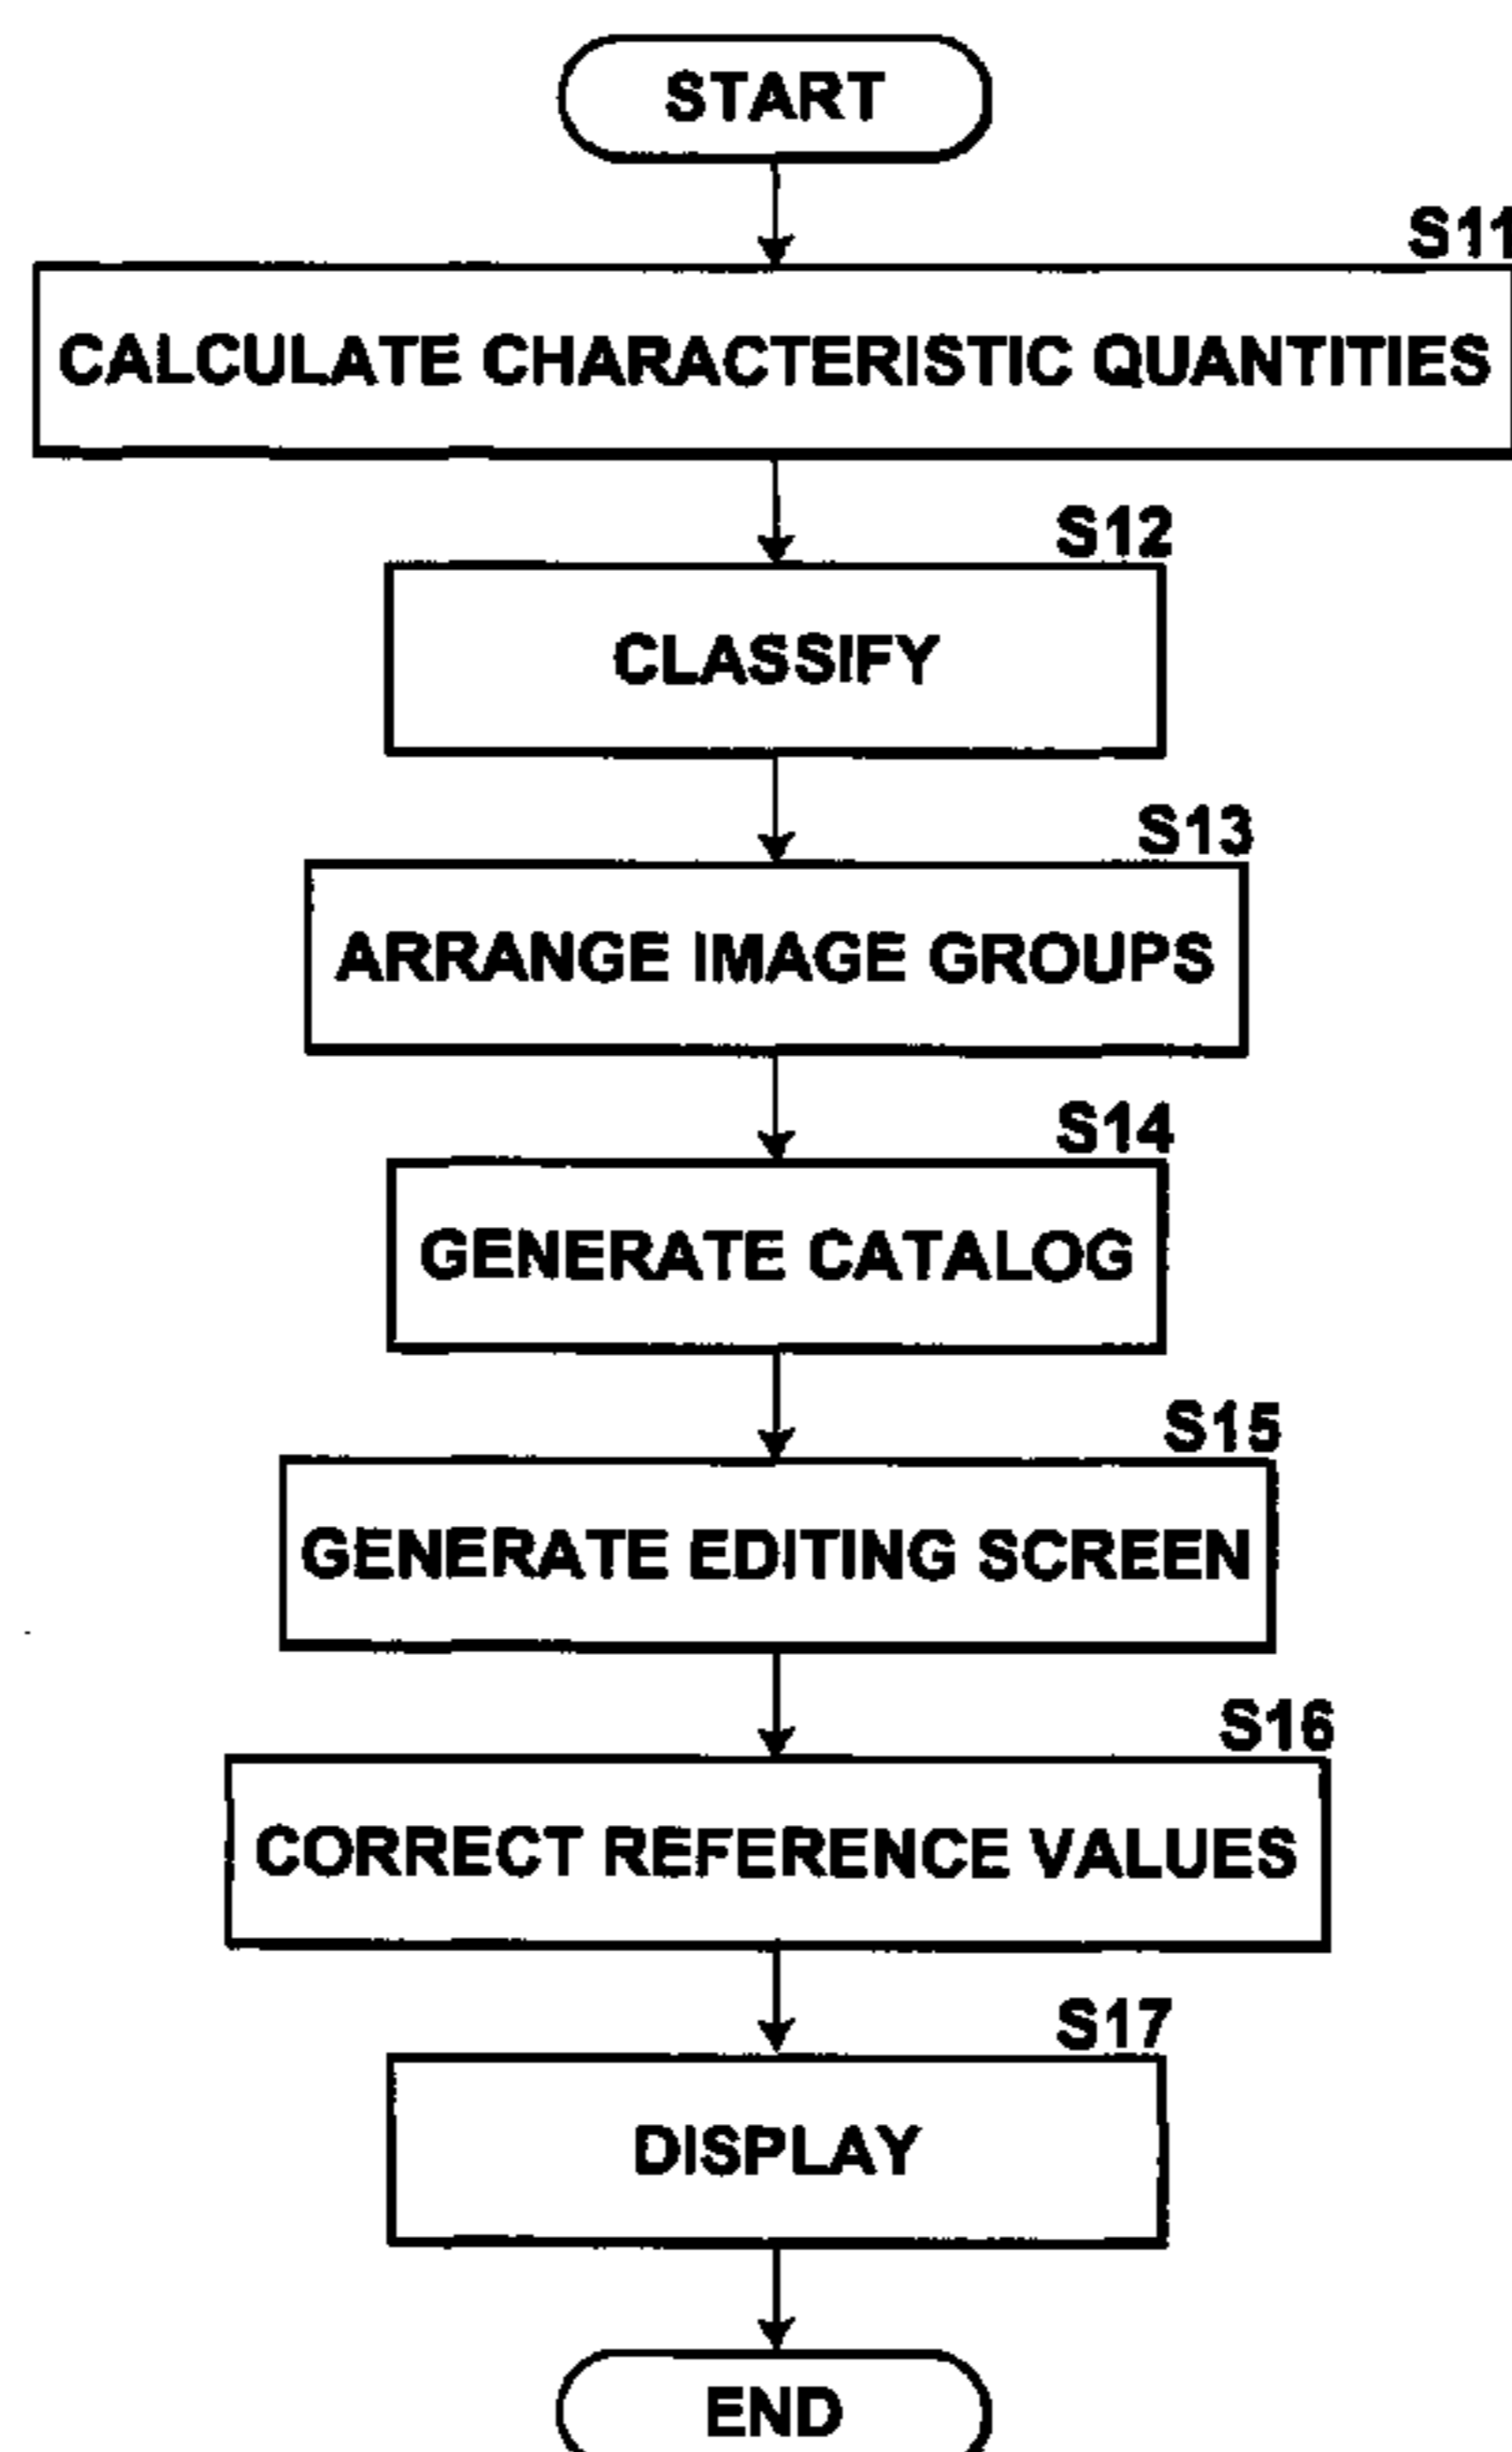 START
S11
CALCULATE CHARACTERISTIC QUANTITIES
S12
CLASSIFY
S13
ARRANGE IMAGE GROUPS
S14
GENERATE CATALOG
S15
GENERATE EDITING SCREEN
S16
CORRECT REFERENCE VALUES
S17
DISPLAY
END